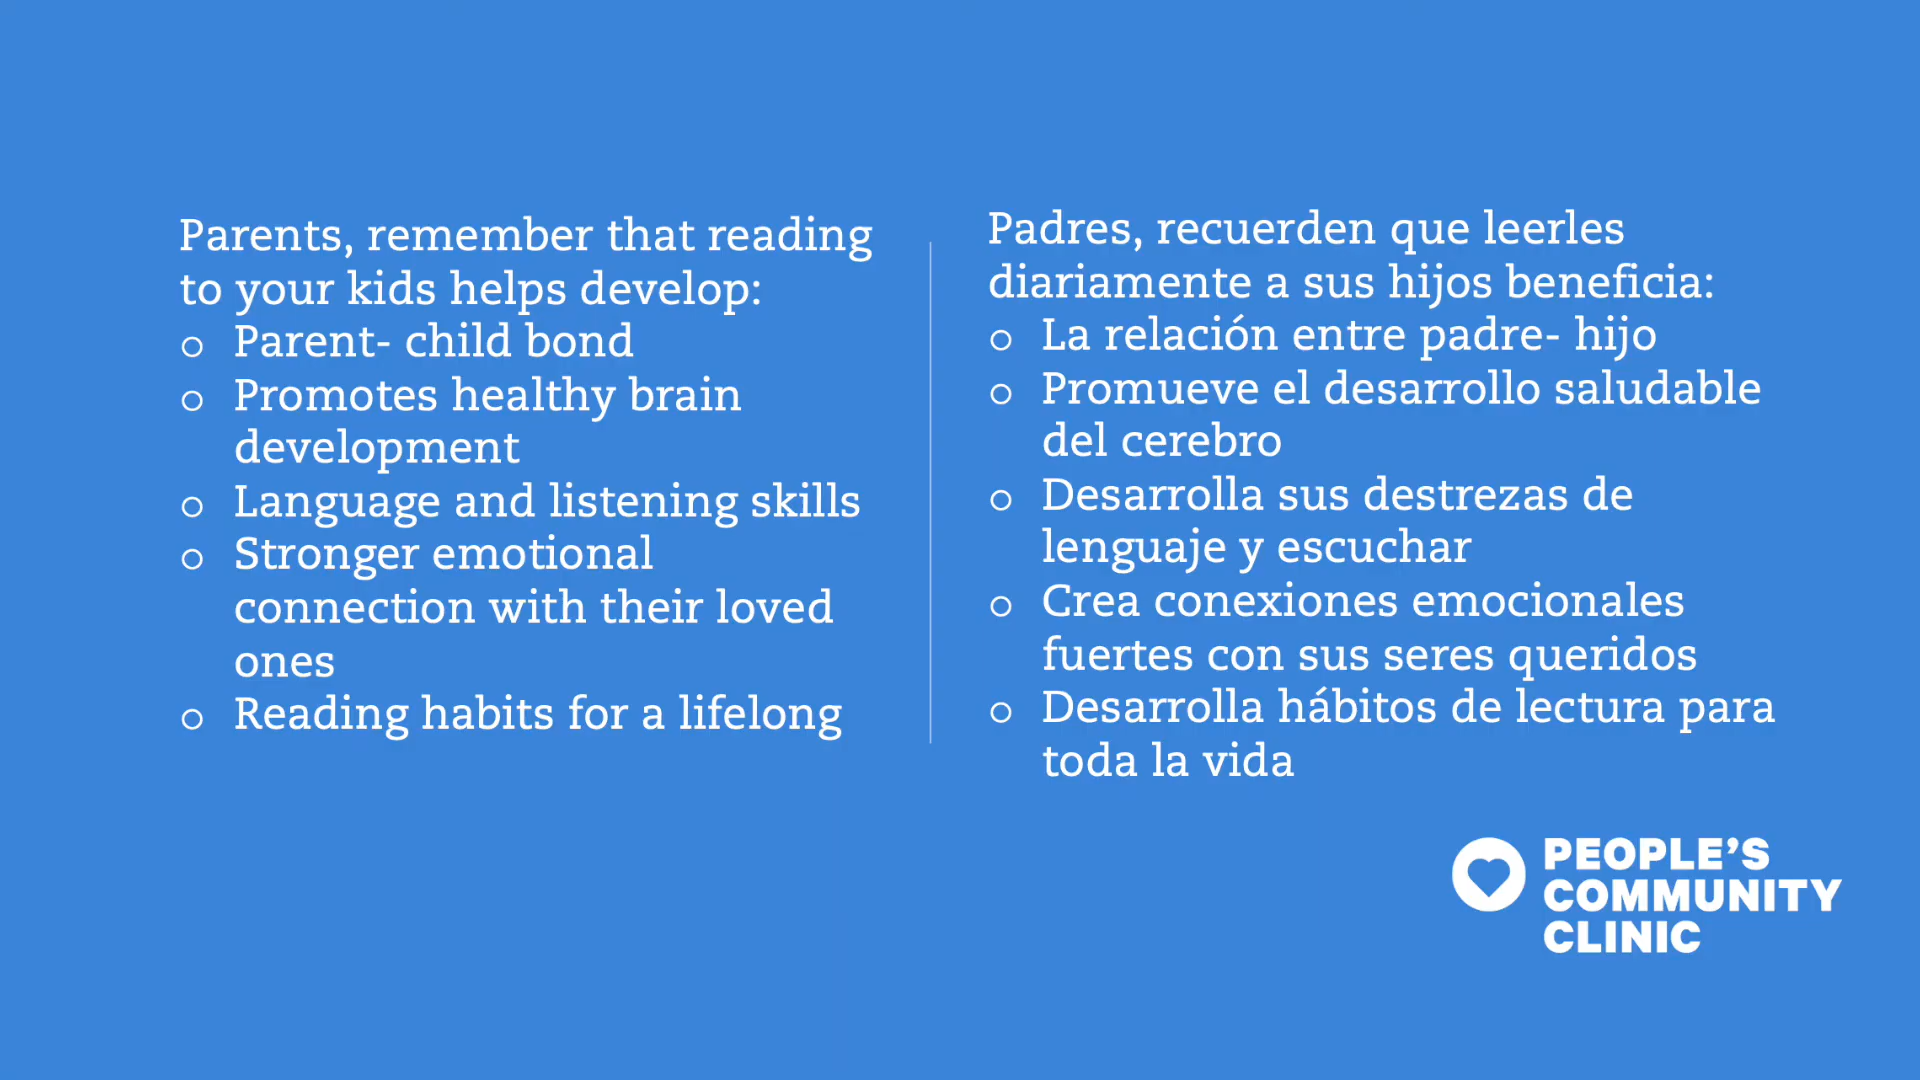 Parents, remember that reading
to your kids helps develop:
○ Parent- child bond
○ Promotes healthy brain
development
○ Language and listening skills
○ Stronger emotional
connection with their loved
ones
○ Reading habits for a lifelong
Padres, recuerden que leerles
diariamente a sus hijos beneficia:
○ La relación entre padre- hijo
○ Promueve el desarrollo saludable
del cerebro
○ Desarrolla sus destrezas de
lenguaje y escuchar
○ Crea conexiones emocionales
fuertes con sus seres queridos
○ Desarrolla hábitos de lectura para
toda la vida
PEOPLE'S
COMMUNITY
CLINIC